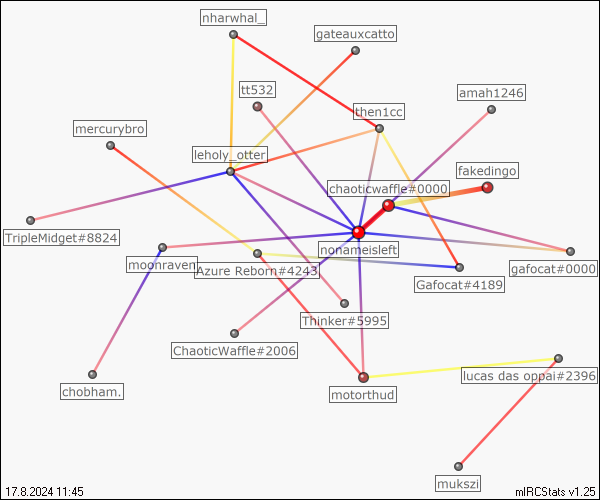 nharwhal_
gateauxcatto
tt532
amah1246
then1cc
mercurybro
leholy_otter
fakedingo
chaoticwaffle#0000
TripleMidget#8824
nonameisleft
moonraven
Azure Reborn#4243
gafocat#0000
Gafocat#4189
Thinker#5995
ChaoticWaffle#2006
lucas das oppai#2396
chobham.
motorthud
mukszi
17.8.2024 11:45
mIRCStats v1.25